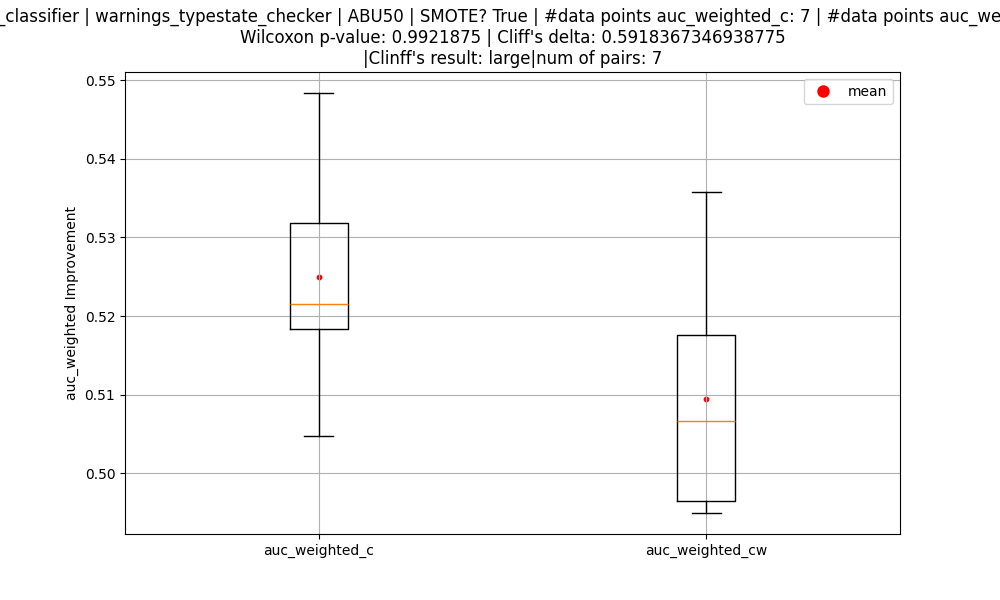 _classifier | warnings_typestate_checker | ABU50 | SMOTE? True | #data points auc_weighted_c: 7 | #data points auc_we
Wilcoxon p-value: 0.9921875 | Cliff's delta: 0.5918367346938775
|Clinff's result: large|num of pairs: 7
mean
0.55
0.54
0.53
0.52
0.51
0.50
auc_weighted Improvement
auc_weighted_c
auc_weighted_cw